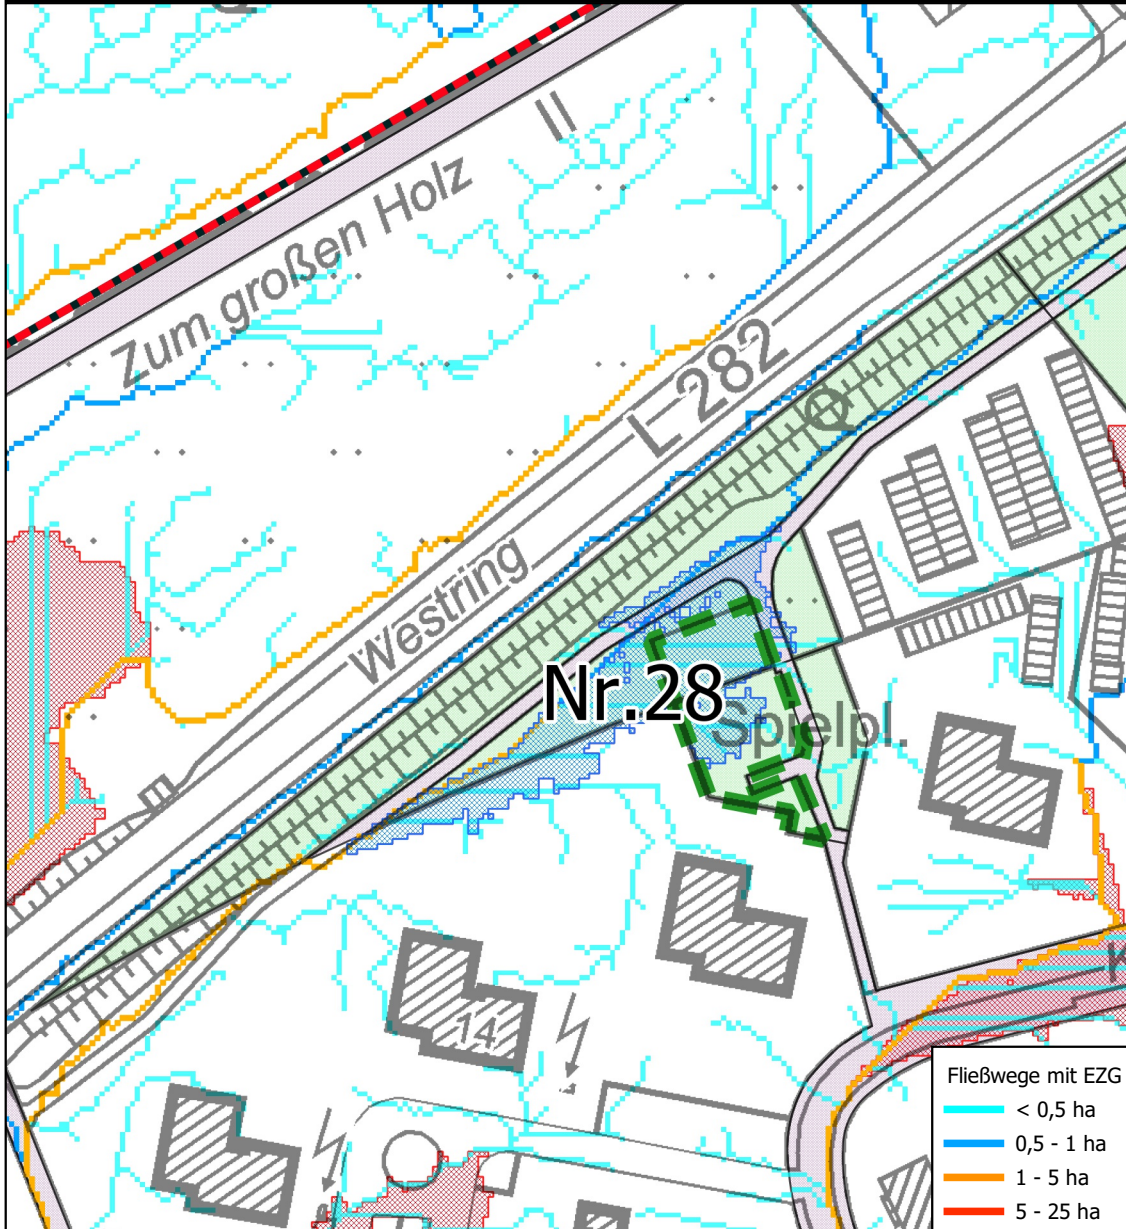 Zum großen Holz
L 282
Westring
Nr.28
Spielpl.
14
K
Fließwege mit EZG
< 0,5 ha
0,5 - 1 ha
1 - 5 ha
5 - 25 ha